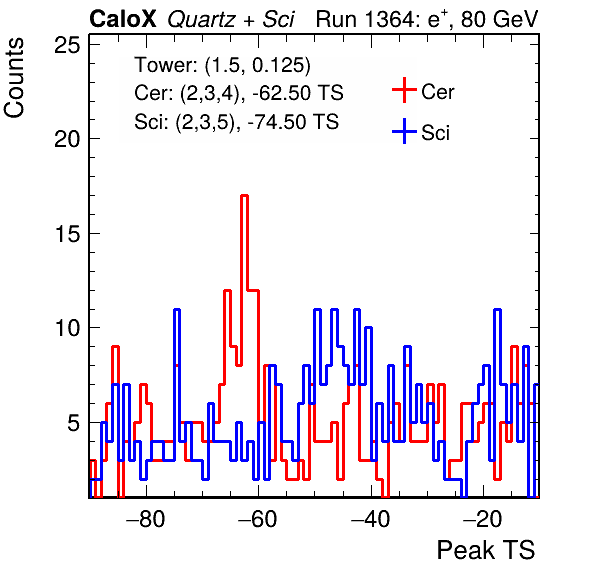 CaloX Quartz + Sci Run 1364: e⁺, 80 GeV
Counts
25
20
15
10
5
Tower: (1.5, 0.125)
Cer: (2,3,4), -62.50 TS
Sci: (2,3,5), -74.50 TS
Cer
Sci
−80 −60 −40 −20
Peak TS